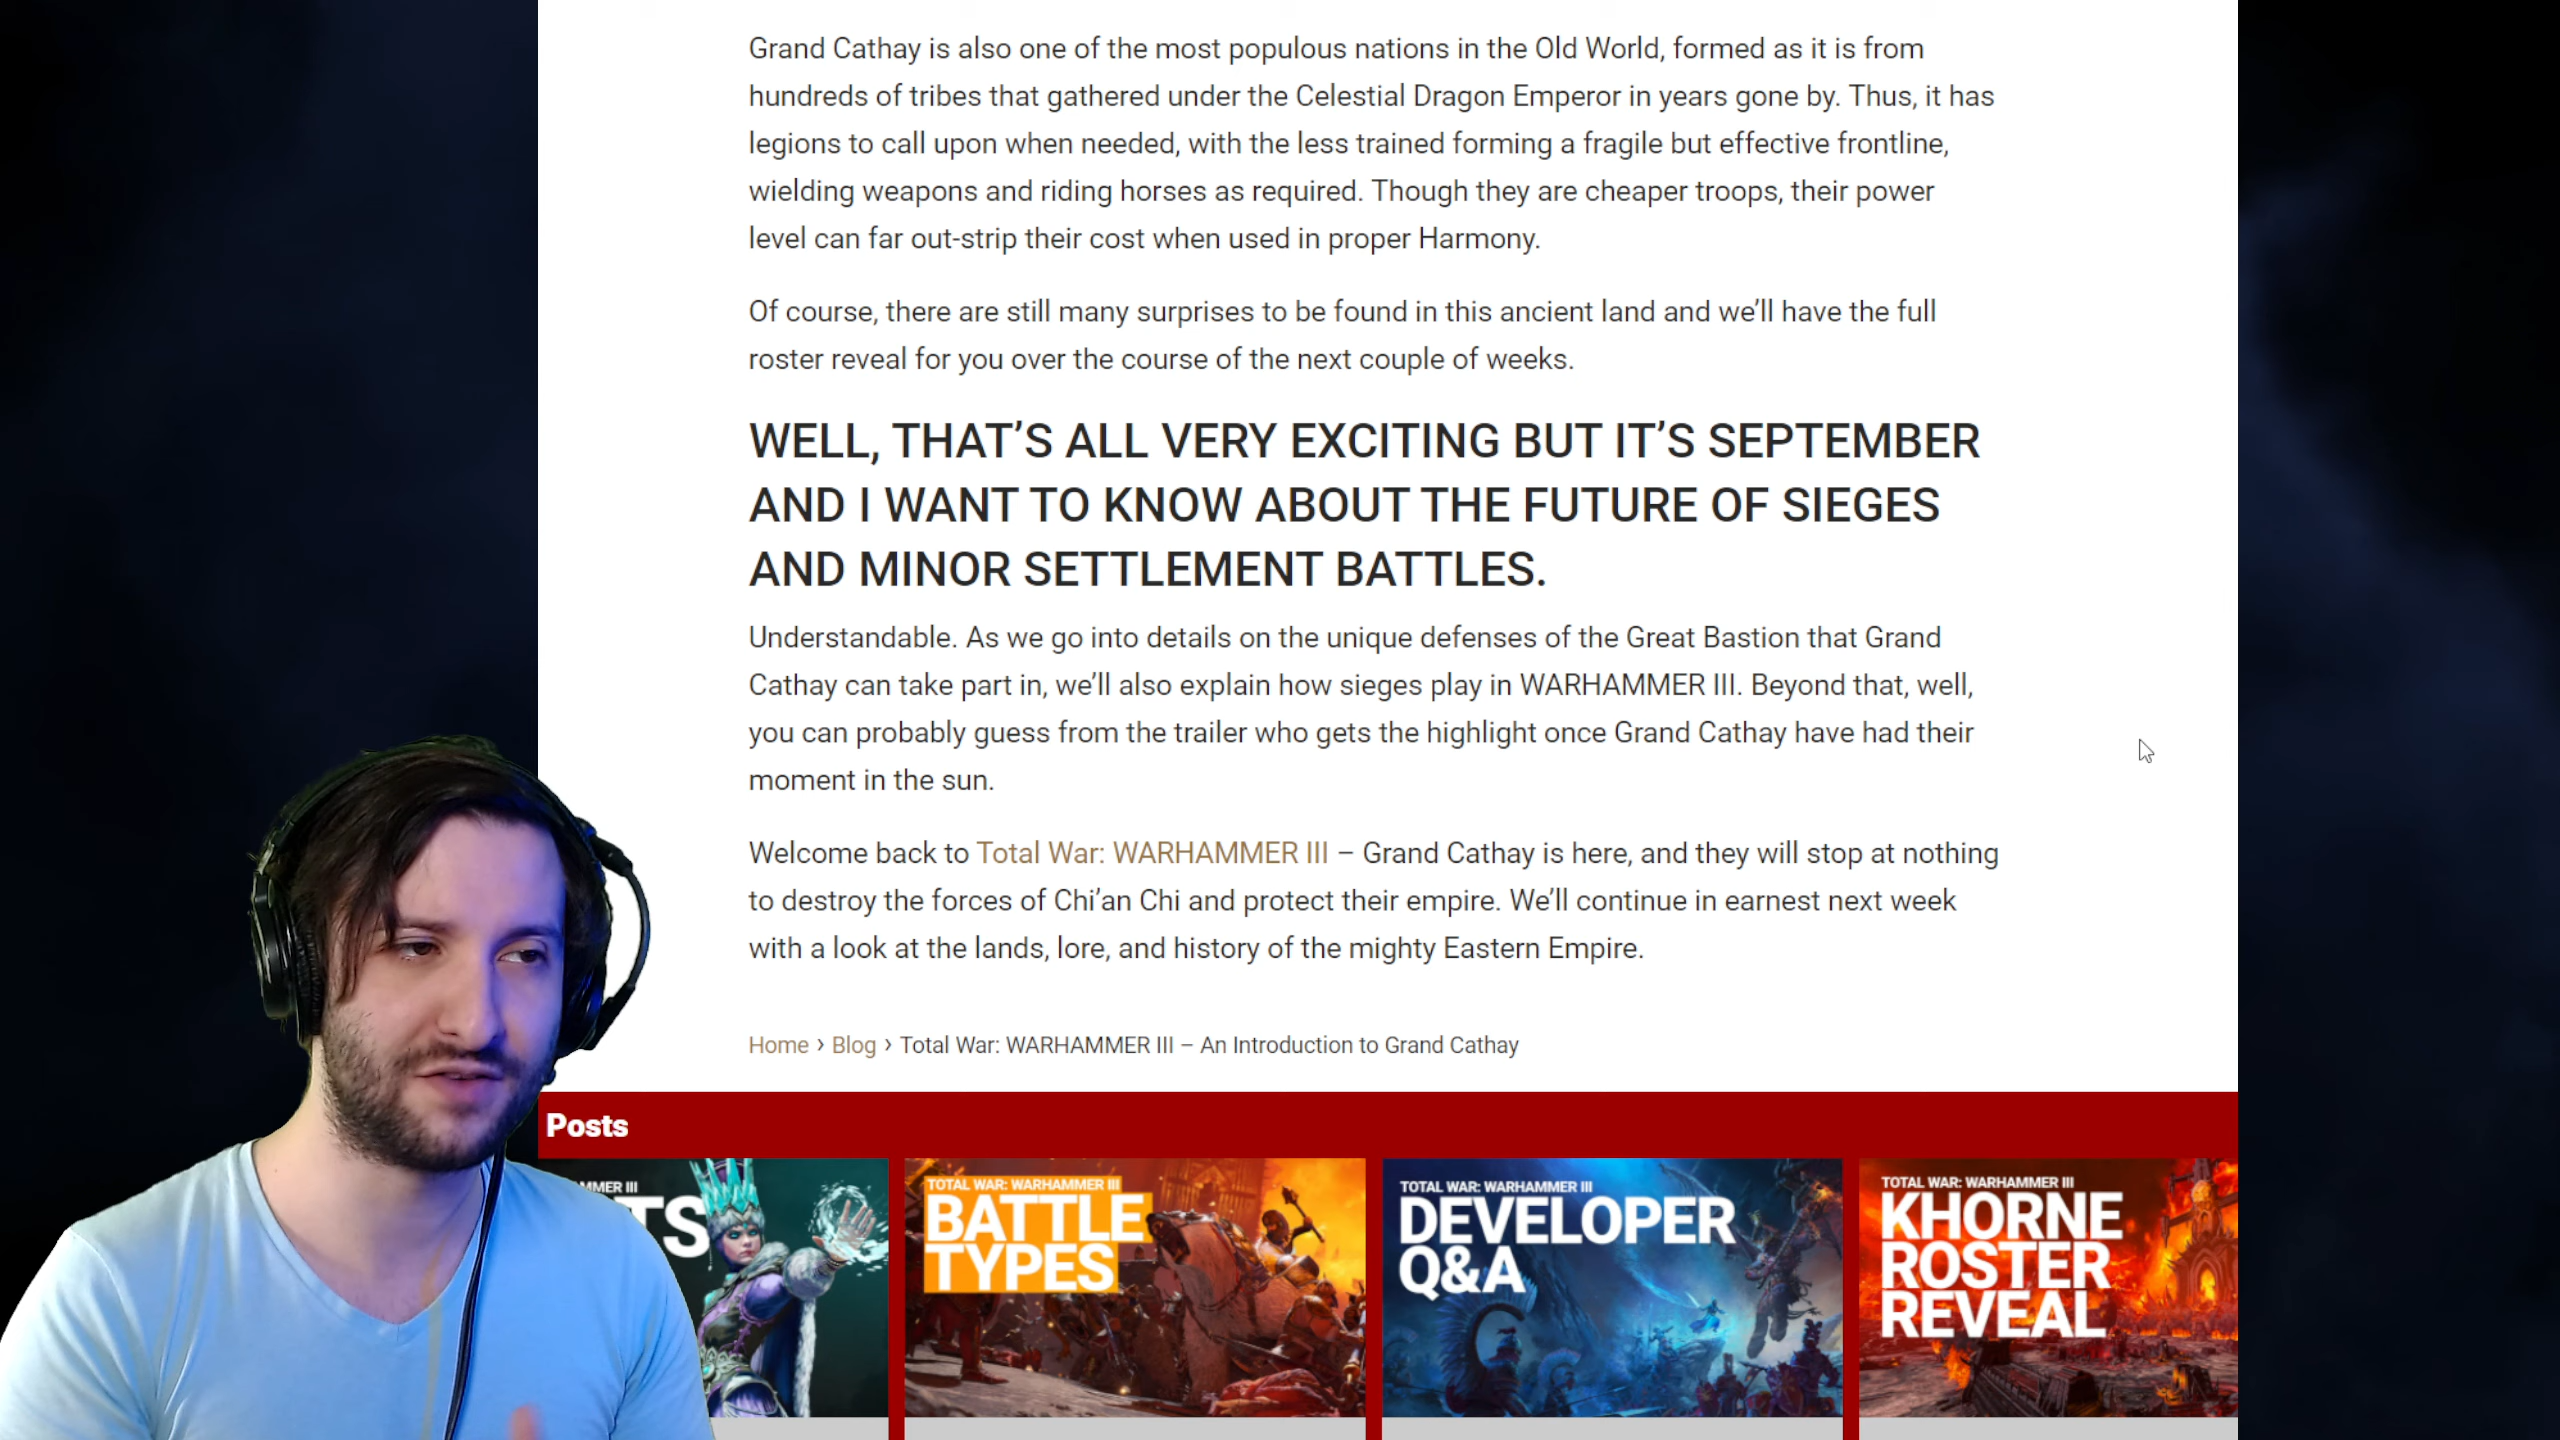 Grand Cathay is also one of the most populous nations in the Old World, formed as it is from
hundreds of tribes that gathered under the Celestial Dragon Emperor in years gone by. Thus, it has
legions to call upon when needed, with the less trained forming a fragile but effective frontline,
wielding weapons and riding horses as required. Though they are cheaper troops, their power
level can far out-strip their cost when used in proper Harmony.
Of course, there are still many surprises to be found in this ancient land and we’ll have the full
roster reveal for you over the course of the next couple of weeks.
WELL, THAT’S ALL VERY EXCITING BUT IT’S SEPTEMBER
AND I WANT TO KNOW ABOUT THE FUTURE OF SIEGES
AND MINOR SETTLEMENT BATTLES.
Understandable. As we go into details on the unique defenses of the Great Bastion that Grand
Cathay can take part in, we’ll also explain how sieges play in WARHAMMER III. Beyond that, well,
you can probably guess from the trailer who gets the highlight once Grand Cathay have had their
moment in the sun.
Welcome back to Total War: WARHAMMER III – Grand Cathay is here, and they will stop at nothing
to destroy the forces of Chi’an Chi and protect their empire. We’ll continue in earnest next week
with a look at the lands, lore, and history of the mighty Eastern Empire.
Home › Blog › Total War: WARHAMMER III – An Introduction to Grand Cathay
Posts
MMER III
TS
TOTAL WAR: WARHAMMER III
BATTLE
TYPES
TOTAL WAR: WARHAMMER III
DEVELOPER
Q&A
TOTAL WAR: WARHAMMER III
KHORNE
ROSTER
REVEAL